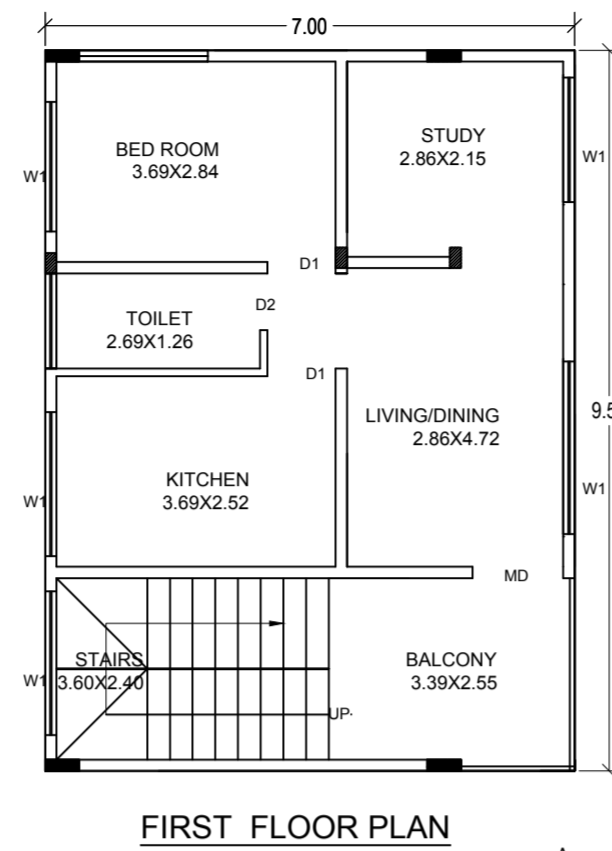 7.00
BED ROOM
3.69X2.84
STUDY
2.86X2.15
W1
W1
D1
D2
TOILET
2.69X1.26
D1
LIVING/DINING
2.86X4.72
9.5
KITCHEN
3.69X2.52
W1
W1
MD
STAIRS
3.60X2.40
W1
BALCONY
3.39X2.55
UP
FIRST FLOOR PLAN